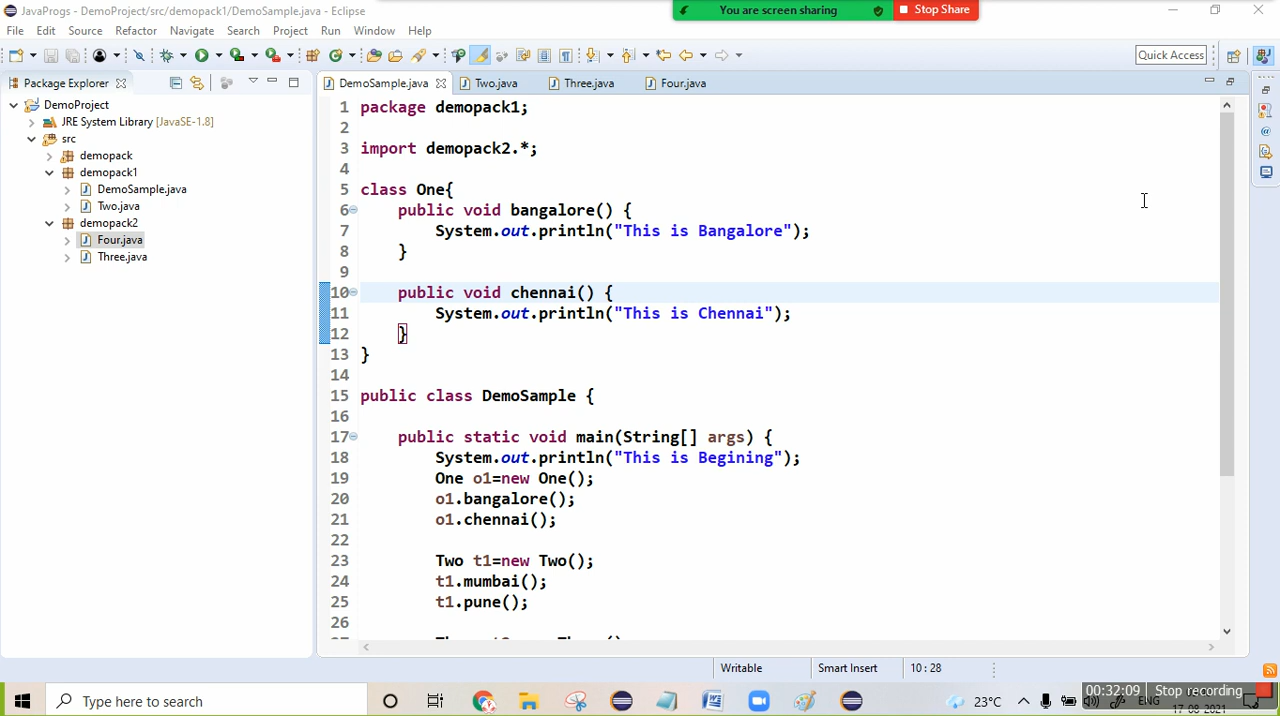 JavaProgs - DemoProject/src/demopack1/DemoSample.java - Eclipse
You are screen sharing
Stop Share
File Edit Source Refactor Navigate Search Project Run Window Help
Quick Access
Package Explorer
DemoSample.java Two.java Three.java Four.java
DemoProject
JRE System Library [JavaSE-1.8]
src
demopack
demopack1
DemoSample.java
Two.java
demopack2
Four.java
Three.java
1 package demopack1;
2
3 import demopack2.*;
4
5 class One{
6 public void bangalore() {
7 System.out.println("This is Bangalore");
8 }
9
10 public void chennai() {
11 System.out.println("This is Chennai");
12 }
13 }
14
15 public class DemoSample {
16
17 public static void main(String[] args) {
18 System.out.println("This is Begining");
19 One o1=new One();
20 o1.bangalore();
21 o1.chennai();
22
23 Two t1=new Two();
24 t1.mumbai();
25 t1.pune();
26
Writable Smart Insert 10 : 28
Type here to search
23°C
ENG
00:32:09 Stop recording
17-08-2021